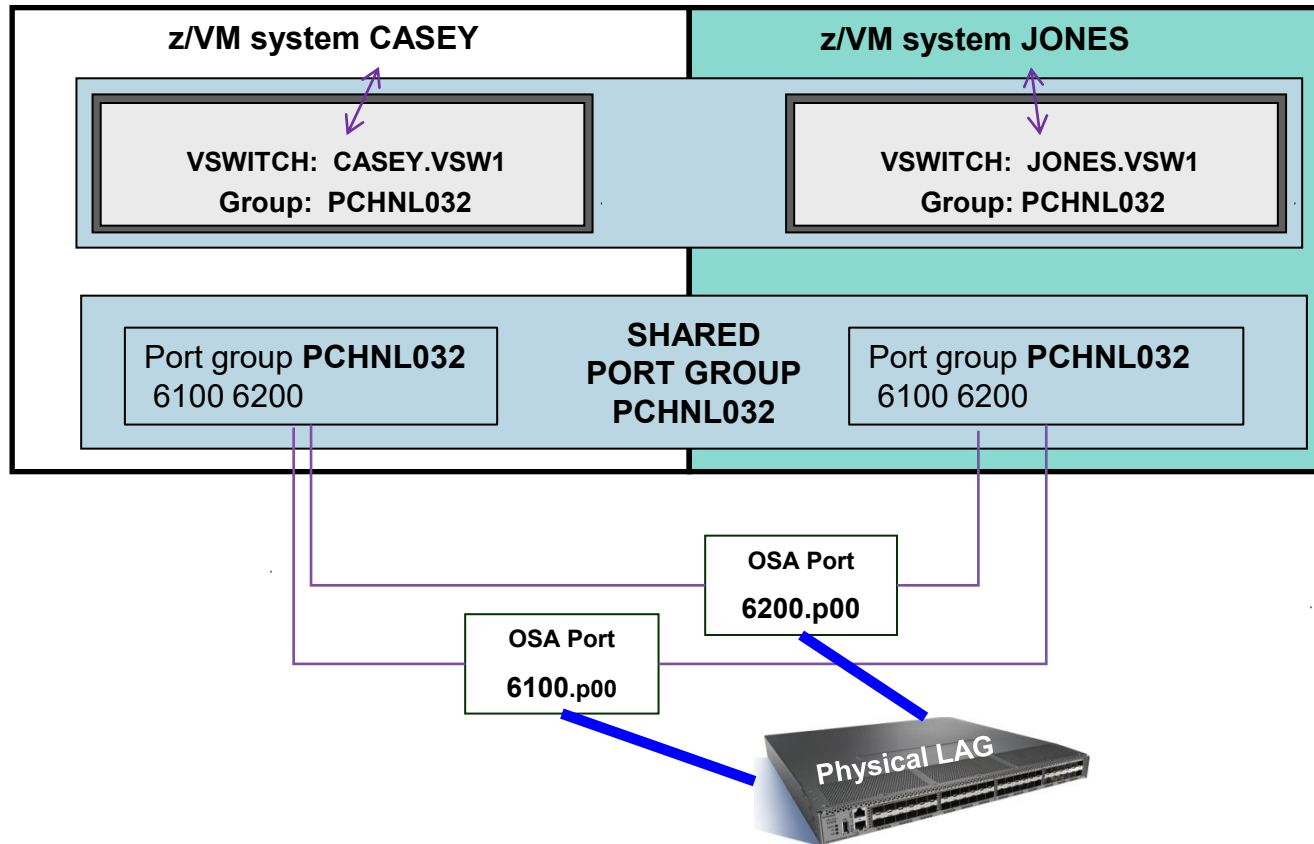 z/VM system CASEY
z/VM system JONES
VSWITCH: CASEY.VSW1
Group: PCHNL032
VSWITCH: JONES.VSW1
Group: PCHNL032
Port group PCHNL032
6100 6200
SHARED
PORT GROUP
PCHNL032
Port group PCHNL032
6100 6200
OSA Port
6200.p00
OSA Port
6100.p00
Physical LAG